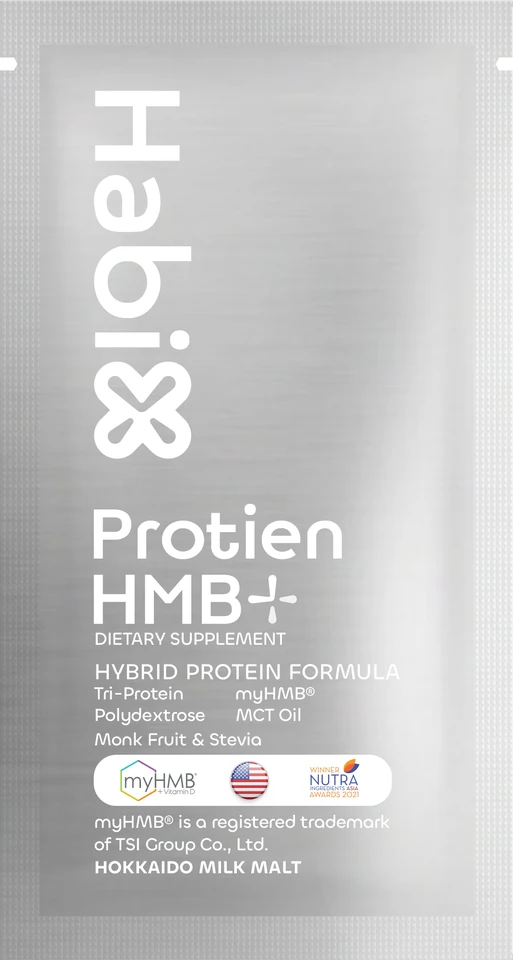 Habix
Protien
HMB+
DIETARY SUPPLEMENT
HYBRID PROTEIN FORMULA
Tri-Protein myHMB®
Polydextrose MCT Oil
Monk Fruit & Stevia
myHMB®
+ Vitamin D
WINNER
NUTRA
INGREDIENTS ASIA
AWARDS 2021
myHMB® is a registered trademark
of TSI Group Co., Ltd.
HOKKAIDO MILK MALT